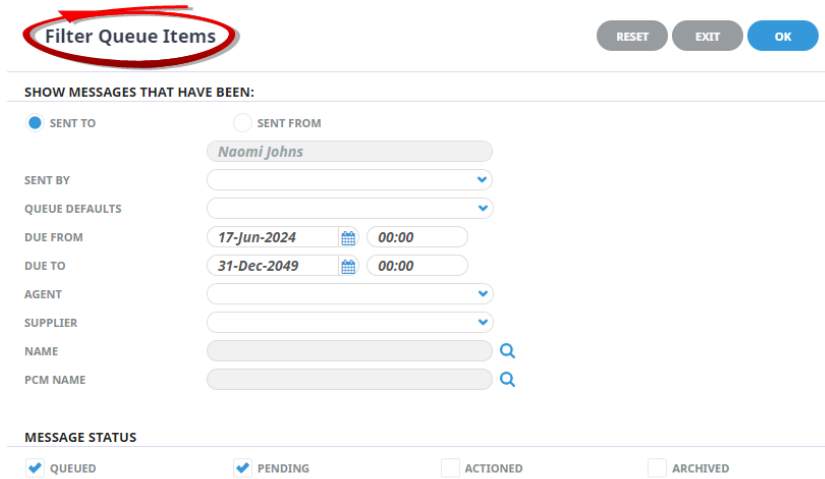 Filter Queue Items
RESET EXIT OK
SHOW MESSAGES THAT HAVE BEEN:
SENT TO SENT FROM
Naomi Johns
SENT BY
QUEUE DEFAULTS
DUE FROM 17-Jun-2024 00:00
DUE TO 31-Dec-2049 00:00
AGENT
SUPPLIER
NAME
PCM NAME
MESSAGE STATUS
QUEUED PENDING ACTIONED ARCHIVED